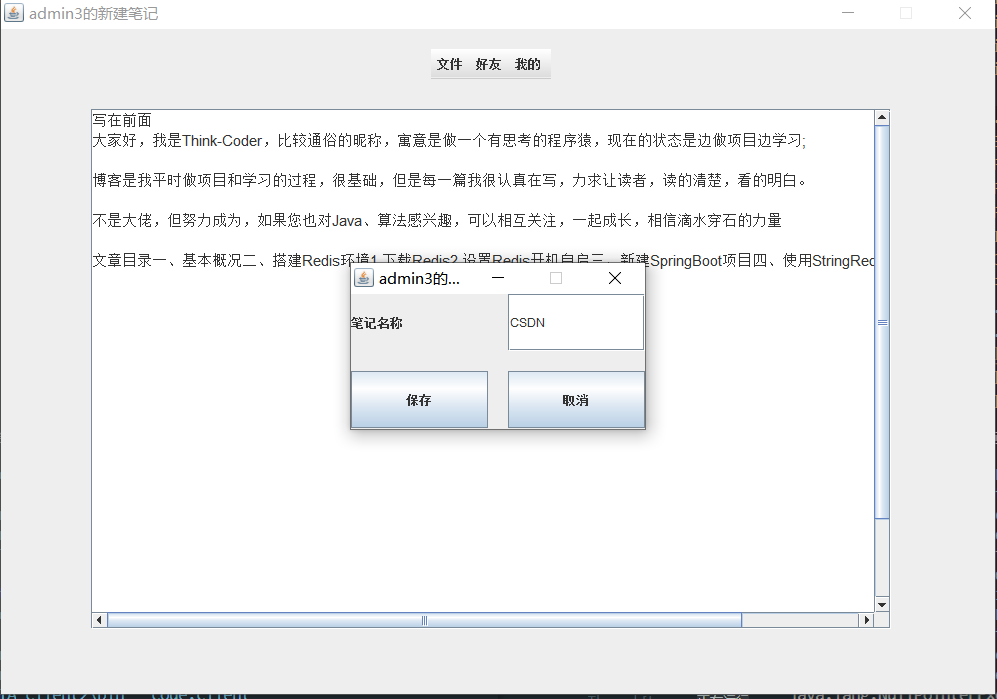 admin3的新建笔记
文件 好友 我的
写在前面
大家好，我是Think-Coder，比较通俗的昵称，寓意是做一个有思考的程序猿，现在的状态是边做项目边学习;
博客是我平时做项目和学习的过程，很基础，但是每一篇我很认真在写，力求让读者，读的清楚，看的明白。
不是大佬，但努力成为，如果您也对Java、算法感兴趣，可以相互关注，一起成长，相信滴水穿石的力量
文章目录一、基本概况二、搭建Redis环境1.下载Redis2.设置Redis开机自启三、新建SpringBoot项目四、使用StringRed
admin3的...
笔记名称 CSDN
保存 取消